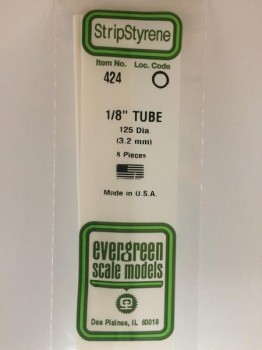 StripStyrene
Item No. Loc. Code
424
1/8" TUBE
125 Dia
(3.2 mm)
4 Pieces
Made in U.S.A.
evergreen
scale models
Des Plaines, IL 60018